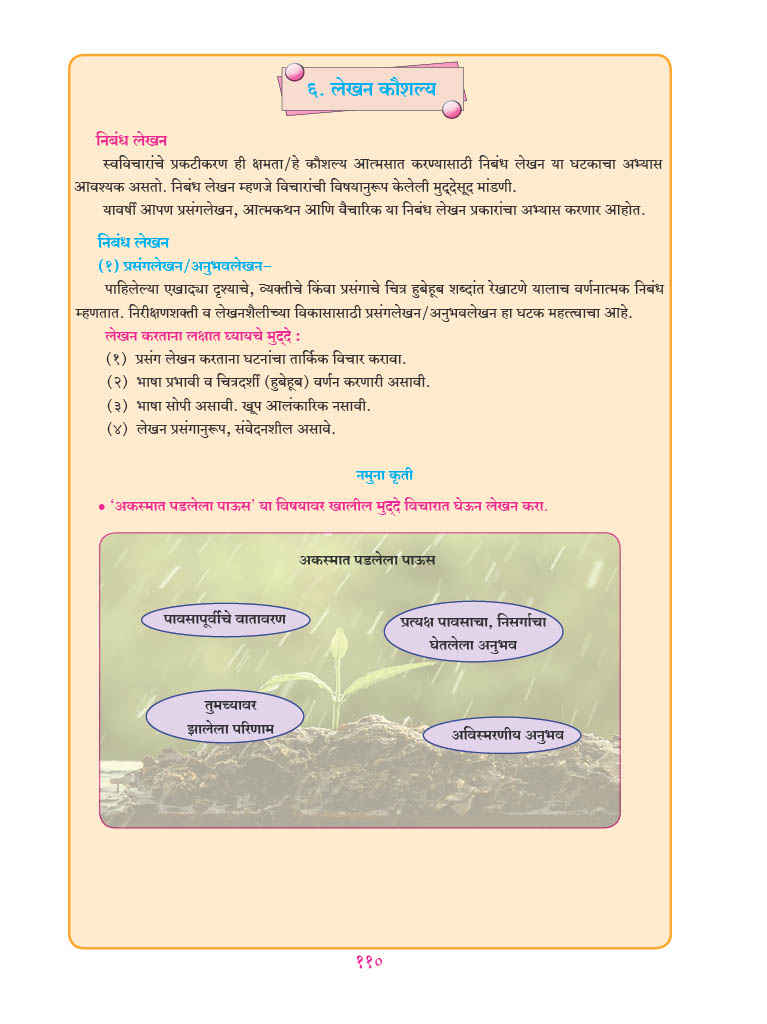 ६. लेखन कौशल्य
निबंध लेखन
स्वविचारांचे प्रकटीकरण ही क्षमता/हे कौशल्य आत्मसात करण्यासाठी निबंध लेखन या घटकाचा अभ्यास
आवश्यक असतो. निबंध लेखन म्हणजे विचारांची विषयानुरूप केलेली मुद्‌देसूद मांडणी.
यावर्षी आपण प्रसंगलेखन, आत्मकथन आणि वैचारिक या निबंध लेखन प्रकारांचा अभ्यास करणार आहोत.
निबंध लेखन
(१) प्रसंगलेखन/अनुभवलेखन–
पाहिलेल्या एखाद्या दृश्याचे, व्यक्तीचे किंवा प्रसंगाचे चित्र हुबेहूब शब्दांत रेखाटणे यालाच वर्णनात्मक निबंध
म्हणतात. निरीक्षणशक्ती व लेखनशैलीच्या विकासासाठी प्रसंगलेखन/अनुभवलेखन हा घटक महत्त्वाचा आहे.
लेखन करताना लक्षात घ्यायचे मुद्‌दे :
(१) प्रसंग लेखन करताना घटनांचा तार्किक विचार करावा.
(२) भाषा प्रभावी व चित्रदर्शी (हुबेहूब) वर्णन करणारी असावी.
(३) भाषा सोपी असावी. खूप आलंकारिक नसावी.
(४) लेखन प्रसंगानुरूप, संवेदनशील असावे.
नमुना कृती
• ‘अकस्मात पडलेला पाऊस’ या विषयावर खालील मुद्‌दे विचारात घेऊन लेखन करा.
अकस्मात पडलेला पाऊस
पावसापूर्वीचे वातावरण
प्रत्यक्ष पावसाचा, निसर्गाचा
घेतलेला अनुभव
तुमच्यावर
झालेला परिणाम
अविस्मरणीय अनुभव
११०